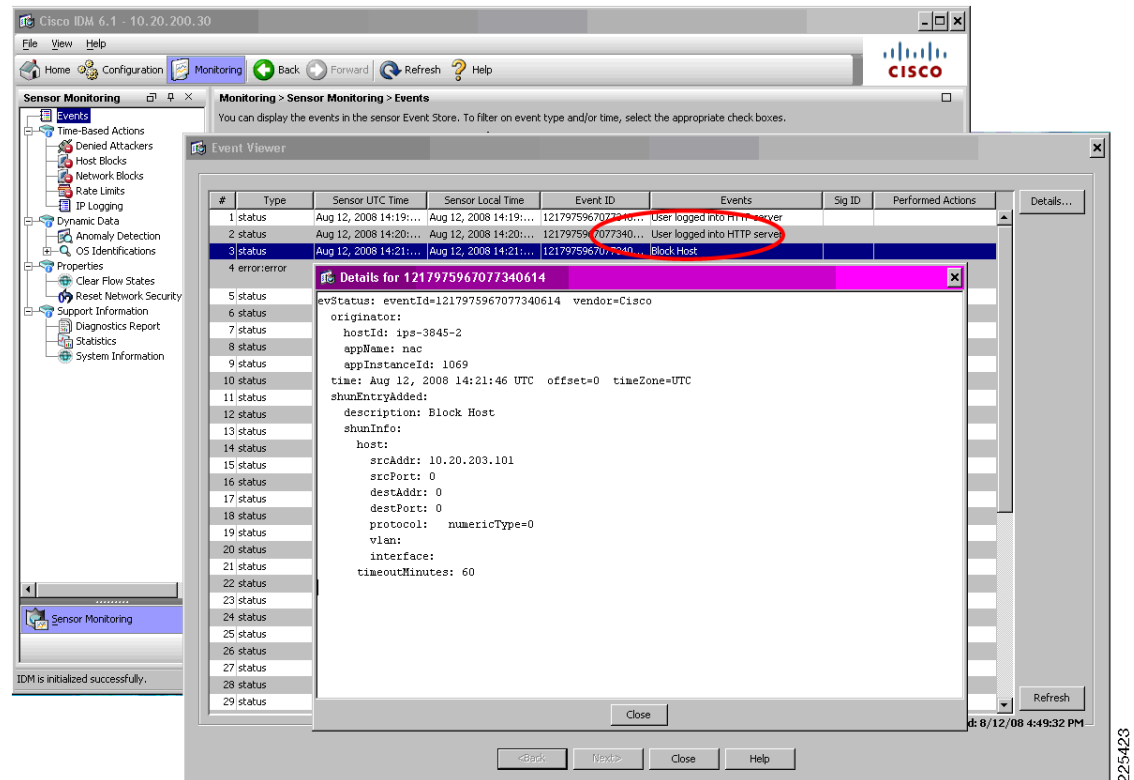 Cisco IDM 6.1 - 10.20.200.30
File View Help
Home Configuration Monitoring Back Forward Refresh Help
CISCO
Sensor Monitoring
Events
Time-Based Actions
Denied Attackers
Host Blocks
Network Blocks
Rate Limits
IP Logging
Dynamic Data
Anomaly Detection
OS Identifications
Properties
Clear Flow States
Reset Network Security
Support Information
Diagnostics Report
Statistics
System Information
Sensor Monitoring
IDM is initialized successfully.
Monitoring > Sensor Monitoring > Events
You can display the events in the sensor Event Store. To filter on event type and/or time, select the appropriate check boxes.
Event Viewer
# Type Sensor UTC Time Sensor Local Time Event ID Events Sig ID Performed Actions
1 status Aug 12, 2008 14:19:... Aug 12, 2008 14:19:...1217975967077340... User logged into HTTP server
2 status Aug 12, 2008 14:20:... Aug 12, 2008 14:20:... 1217975967077340... User logged into HTTP server
3 status Aug 12, 2008 14:21:... Aug 12, 2008 14:21:... 1217975967077340... Block Host
4 error:error
5 status
6 status
7 status
8 status
9 status
10 status
11 status
12 status
13 status
14 status
15 status
16 status
17 status
18 status
19 status
20 status
21 status
22 status
23 status
24 status
25 status
26 status
27 status
28 status
29 status
Details...
Refresh
Details for 1217975967077340614
evStatus: eventId=1217975967077340614 vendor=Cisco
originator:
hostId: ips-3845-2
appName: nac
appInstanceId: 1069
time: Aug 12, 2008 14:21:46 UTC offset=0 timeZone=UTC
shunEntryAdded:
description: Block Host
shunInfo:
host:
srcAddr: 10.20.203.101
srcPort: 0
destAddr: 0
destPort: 0
protocol: numericType=0
vlan:
interface:
timeoutMinutes: 60
Close
d: 8/12/08 4:49:32 PM
<Back Next> Close Help
225423